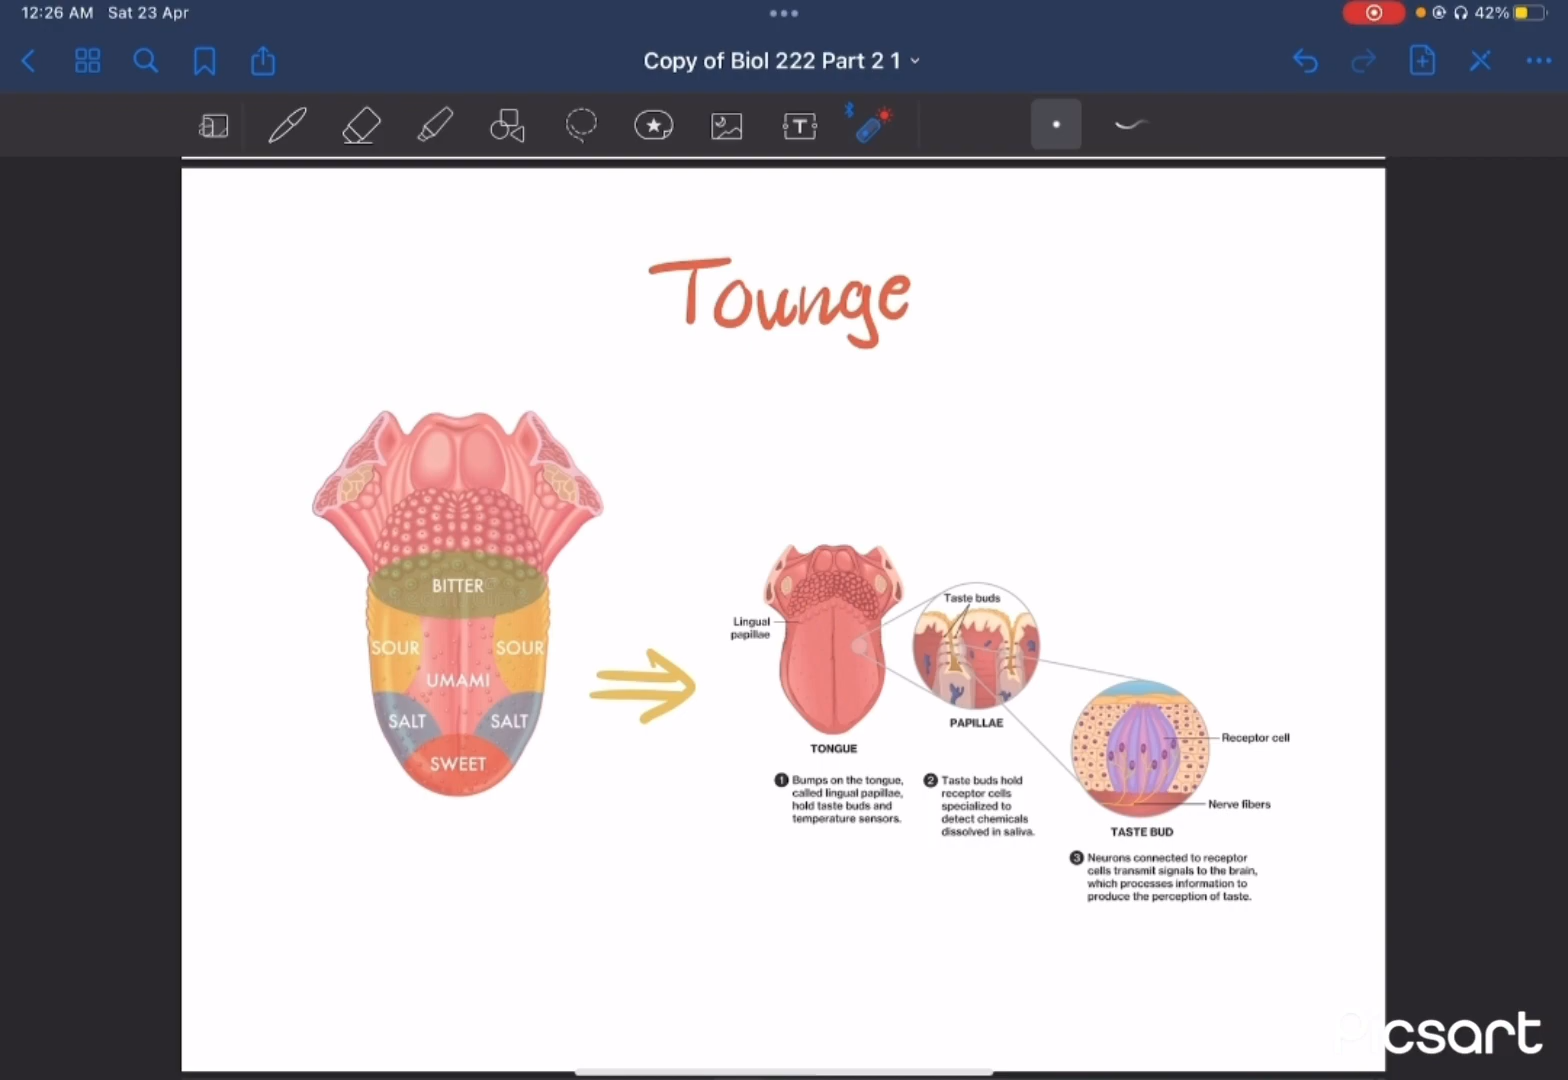 12:26 AM Sat 23 Apr
42%
Copy of Biol 222 Part 2 1
T
Tounge
BITTER
SOUR SOUR
UMAMI
SALT SALT
SWEET
Lingual
papillae
TONGUE
1 Bumps on the tongue,
called lingual papillae,
hold taste buds and
temperature sensors.
Taste buds
PAPILLAE
2 Taste buds hold
receptor cells
specialized to
detect chemicals
dissolved in saliva.
Receptor cell
Nerve fibers
TASTE BUD
3 Neurons connected to receptor
cells transmit signals to the brain,
which processes information to
produce the perception of taste.
Picsart